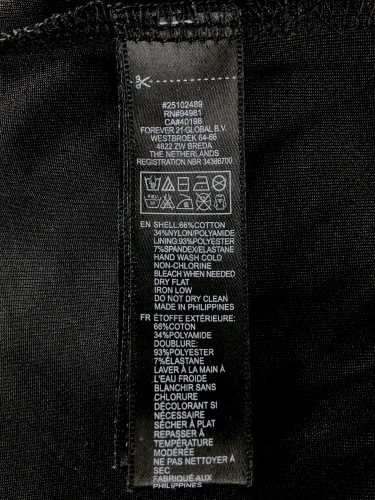 #25102489
RN#94981
CA#40198
FOREVER 21 GLOBAL B.V.
WESTBROEK 64-66
4822 ZW BREDA
THE NETHERLANDS
REGISTRATION NBR 34386700
EN SHELL:66%COTTON
34%NYLON/POLYAMIDE
LINING:93%POLYESTER
7%SPANDEX/ELASTANE
HAND WASH COLD
NON-CHLORINE
BLEACH WHEN NEEDED
DRY FLAT
IRON LOW
DO NOT DRY CLEAN
MADE IN PHILIPPINES
FR ÉTOFFE EXTÉRIEURE:
66%COTON
34%POLYAMIDE
DOUBLURE:
93%POLYESTER
7%ÉLASTANE
LAVER À LA MAIN À
L'EAU FROIDE
BLANCHIR SANS
CHLORURE
DÉCOLORANT SI
NÉCESSAIRE
SÈCHER À PLAT
REPASSER À
TEMPÉRATURE
MODÉRÉE
NE PAS NETTOYER À
SEC
FABRIQUÉ AUX
PHILIPPINES